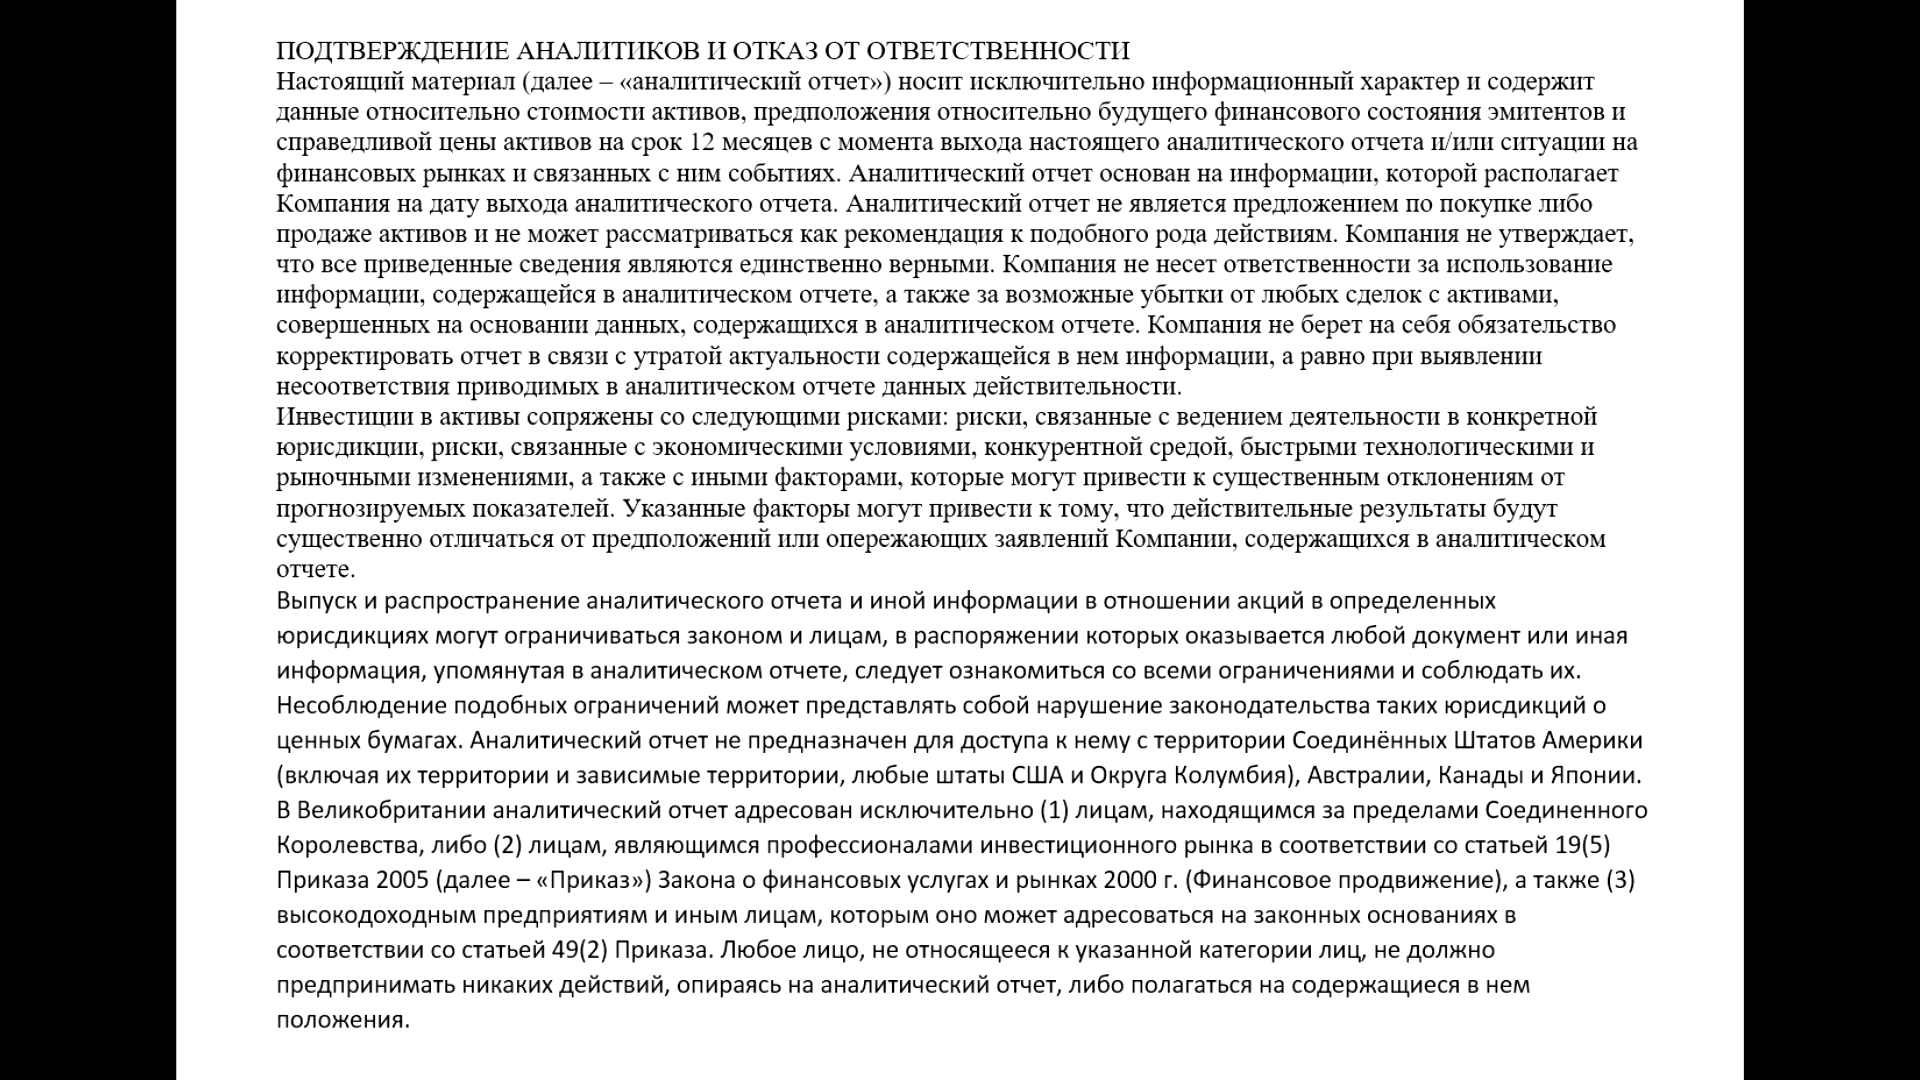 ПОДТВЕРЖДЕНИЕ АНАЛИТИКОВ И ОТКАЗ ОТ ОТВЕТСТВЕННОСТИ
Настоящий материал (далее – «аналитический отчет») носит исключительно информационный характер и содержит
данные относительно стоимости активов, предположения относительно будущего финансового состояния эмитентов и
справедливой цены активов на срок 12 месяцев с момента выхода настоящего аналитического отчета и/или ситуации на
финансовых рынках и связанных с ним событиях. Аналитический отчет основан на информации, которой располагает
Компания на дату выхода аналитического отчета. Аналитический отчет не является предложением по покупке либо
продаже активов и не может рассматриваться как рекомендация к подобного рода действиям. Компания не утверждает,
что все приведенные сведения являются единственно верными. Компания не несет ответственности за использование
информации, содержащейся в аналитическом отчете, а также за возможные убытки от любых сделок с активами,
совершенных на основании данных, содержащихся в аналитическом отчете. Компания не берет на себя обязательство
корректировать отчет в связи с утратой актуальности содержащейся в нем информации, а равно при выявлении
несоответствия приводимых в аналитическом отчете данных действительности.
Инвестиции в активы сопряжены со следующими рисками: риски, связанные с ведением деятельности в конкретной
юрисдикции, риски, связанные с экономическими условиями, конкурентной средой, быстрыми технологическими и
рыночными изменениями, а также с иными факторами, которые могут привести к существенным отклонениям от
прогнозируемых показателей. Указанные факторы могут привести к тому, что действительные результаты будут
существенно отличаться от предположений или опережающих заявлений Компании, содержащихся в аналитическом
отчете.
Выпуск и распространение аналитического отчета и иной информации в отношении акций в определенных
юрисдикциях могут ограничиваться законом и лицам, в распоряжении которых оказывается любой документ или иная
информация, упомянутая в аналитическом отчете, следует ознакомиться со всеми ограничениями и соблюдать их.
Несоблюдение подобных ограничений может представлять собой нарушение законодательства таких юрисдикций о
ценных бумагах. Аналитический отчет не предназначен для доступа к нему с территории Соединённых Штатов Америки
(включая их территории и зависимые территории, любые штаты США и Округа Колумбия), Австралии, Канады и Японии.
В Великобритании аналитический отчет адресован исключительно (1) лицам, находящимся за пределами Соединенного
Королевства, либо (2) лицам, являющимся профессионалами инвестиционного рынка в соответствии со статьей 19(5)
Приказа 2005 (далее – «Приказ») Закона о финансовых услугах и рынках 2000 г. (Финансовое продвижение), а также (3)
высокодоходным предприятиям и иным лицам, которым оно может адресоваться на законных основаниях в
соответствии со статьей 49(2) Приказа. Любое лицо, не относящееся к указанной категории лиц, не должно
предпринимать никаких действий, опираясь на аналитический отчет, либо полагаться на содержащиеся в нем
положения.